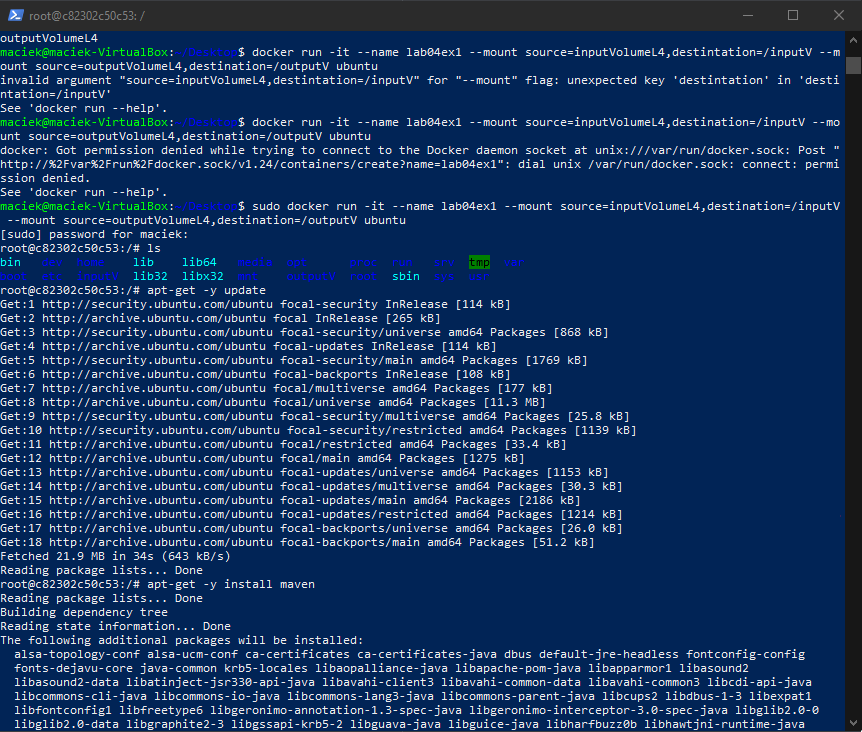 root@c82302c50c53: /
outputVolumeL4
maciek@maciek-VirtualBox:~/Desktop$ docker run -it --name lab04ex1 --mount source=inputVolumeL4,destintation=/inputV --m
ount source=outputVolumeL4,destination=/outputV ubuntu
invalid argument "source=inputVolumeL4,destintation=/inputV" for "--mount" flag: unexpected key 'destintation' in 'desti
ntation=/inputV'
See 'docker run --help'.
maciek@maciek-VirtualBox:~/Desktop$ docker run -it --name lab04ex1 --mount source=inputVolumeL4,destination=/inputV --mo
unt source=outputVolumeL4,destination=/outputV ubuntu
docker: Got permission denied while trying to connect to the Docker daemon socket at unix:///var/run/docker.sock: Post "
http://%2Fvar%2Frun%2Fdocker.sock/v1.24/containers/create?name=lab04ex1": dial unix /var/run/docker.sock: connect: permi
ssion denied.
See 'docker run --help'.
maciek@maciek-VirtualBox:~/Desktop$ sudo docker run -it --name lab04ex1 --mount source=inputVolumeL4,destination=/inputV
 --mount source=outputVolumeL4,destination=/outputV ubuntu
[sudo] password for maciek:
root@c82302c50c53:/# ls
bin dev home lib lib64 media opt proc run srv tmp var
boot etc inputV lib32 libx32 mnt outputV root sbin sys usr
root@c82302c50c53:/# apt-get -y update
Get:1 http://security.ubuntu.com/ubuntu focal-security InRelease [114 kB]
Get:2 http://archive.ubuntu.com/ubuntu focal InRelease [265 kB]
Get:3 http://security.ubuntu.com/ubuntu focal-security/universe amd64 Packages [868 kB]
Get:4 http://archive.ubuntu.com/ubuntu focal-updates InRelease [114 kB]
Get:5 http://security.ubuntu.com/ubuntu focal-security/main amd64 Packages [1769 kB]
Get:6 http://archive.ubuntu.com/ubuntu focal-backports InRelease [108 kB]
Get:7 http://archive.ubuntu.com/ubuntu focal/multiverse amd64 Packages [177 kB]
Get:8 http://archive.ubuntu.com/ubuntu focal/universe amd64 Packages [11.3 MB]
Get:9 http://security.ubuntu.com/ubuntu focal-security/multiverse amd64 Packages [25.8 kB]
Get:10 http://security.ubuntu.com/ubuntu focal-security/restricted amd64 Packages [1139 kB]
Get:11 http://archive.ubuntu.com/ubuntu focal/restricted amd64 Packages [33.4 kB]
Get:12 http://archive.ubuntu.com/ubuntu focal/main amd64 Packages [1275 kB]
Get:13 http://archive.ubuntu.com/ubuntu focal-updates/universe amd64 Packages [1153 kB]
Get:14 http://archive.ubuntu.com/ubuntu focal-updates/multiverse amd64 Packages [30.3 kB]
Get:15 http://archive.ubuntu.com/ubuntu focal-updates/main amd64 Packages [2186 kB]
Get:16 http://archive.ubuntu.com/ubuntu focal-updates/restricted amd64 Packages [1214 kB]
Get:17 http://archive.ubuntu.com/ubuntu focal-backports/universe amd64 Packages [26.0 kB]
Get:18 http://archive.ubuntu.com/ubuntu focal-backports/main amd64 Packages [51.2 kB]
Fetched 21.9 MB in 34s (643 kB/s)
Reading package lists... Done
root@c82302c50c53:/# apt-get -y install maven
Reading package lists... Done
Building dependency tree
Reading state information... Done
The following additional packages will be installed:
  alsa-topology-conf alsa-ucm-conf ca-certificates ca-certificates-java dbus default-jre-headless fontconfig-config
  fonts-dejavu-core java-common krb5-locales libaopalliance-java libapache-pom-java libapparmor1 libasound2
  libasound2-data libatinject-jsr330-api-java libavahi-client3 libavahi-common-data libavahi-common3 libcdi-api-java
  libcommons-cli-java libcommons-io-java libcommons-lang3-java libcommons-parent-java libcups2 libdbus-1-3 libexpat1
  libfontconfig1 libfreetype6 libgeronimo-annotation-1.3-spec-java libgeronimo-interceptor-3.0-spec-java libglib2.0-0
  libglib2.0-data libgraphite2-3 libgssapi-krb5-2 libguava-java libguice-java libharfbuzz0b libhawtjni-runtime-java